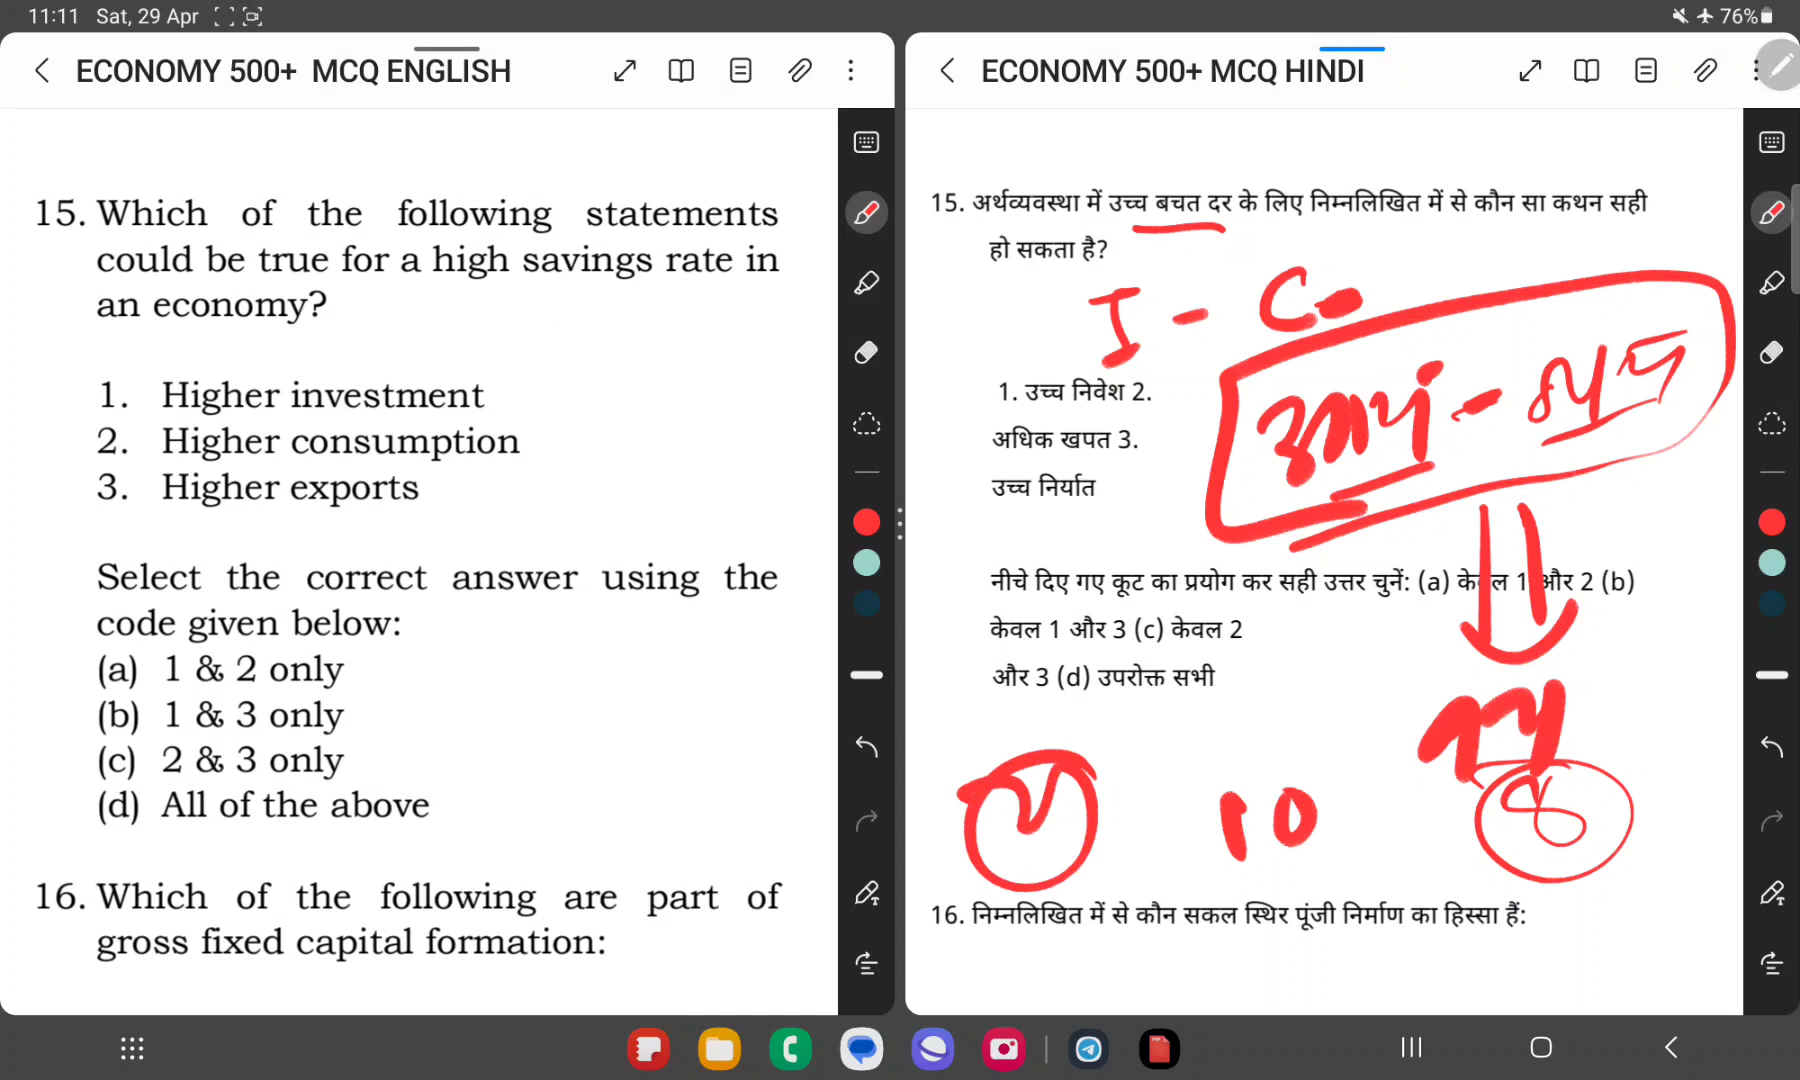 11:11 Sat, 29 Apr
76%
ECONOMY 500+ MCQ ENGLISH
15. Which of the following statements
could be true for a high savings rate in
an economy?
1. Higher investment
2. Higher consumption
3. Higher exports
Select the correct answer using the
code given below:
(a) 1 & 2 only
(b) 1 & 3 only
(c) 2 & 3 only
(d) All of the above
16. Which of the following are part of
gross fixed capital formation:
ECONOMY 500+ MCQ HINDI
15. अर्थव्यवस्था में उच्च बचत दर के लिए निम्नलिखित में से कौन सा कथन सही
हो सकता है?
I - C
आय - व्यय
1. उच्च निवेश 2.
अधिक खपत 3.
उच्च निर्यात
नीचे दिए गए कूट का प्रयोग कर सही उत्तर चुनें: (a) केवल 1 और 2 (b)
केवल 1 और 3 (c) केवल 2
और 3 (d) उपरोक्त सभी
10
8
16. निम्नलिखित में से कौन सकल स्थिर पूंजी निर्माण का हिस्सा हैं: